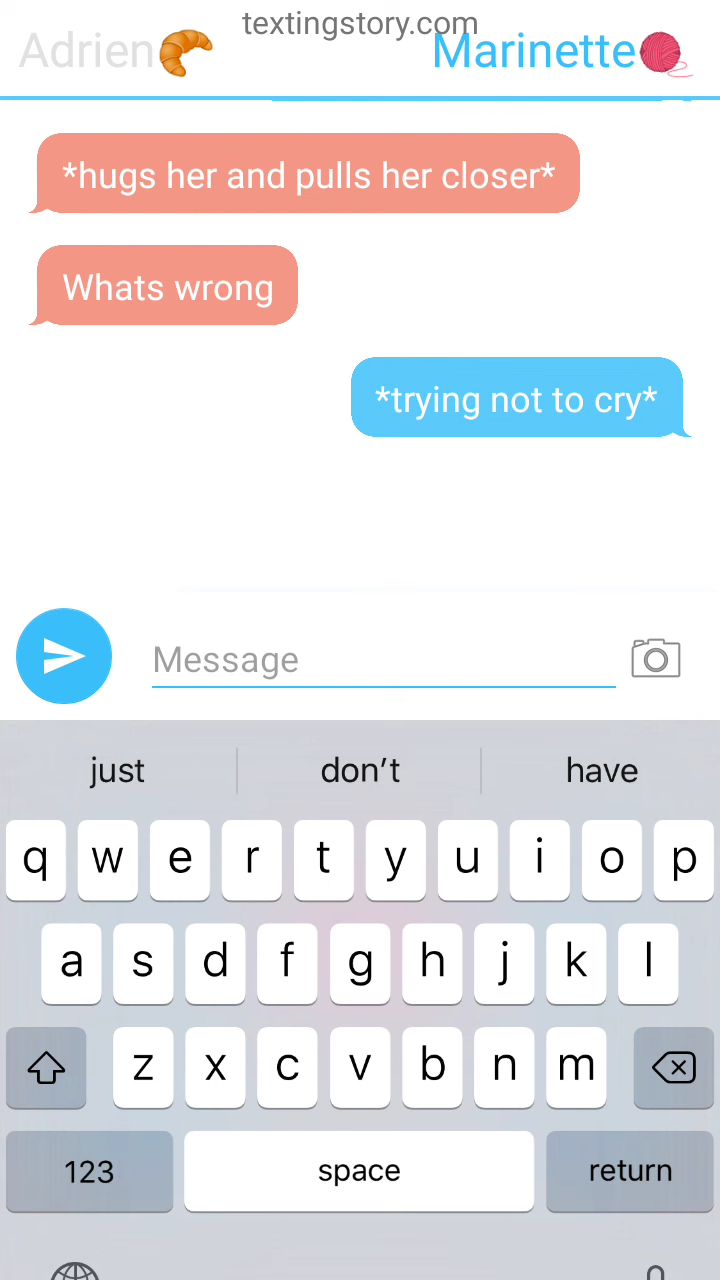 textingstory.com
Adrien🥐 Marinette🧶
*hugs her and pulls her closer*
Whats wrong
*trying not to cry*
Message
just don't have
q w e r t y u i o p
a s d f g h j k l
z x c v b n m
123 space return